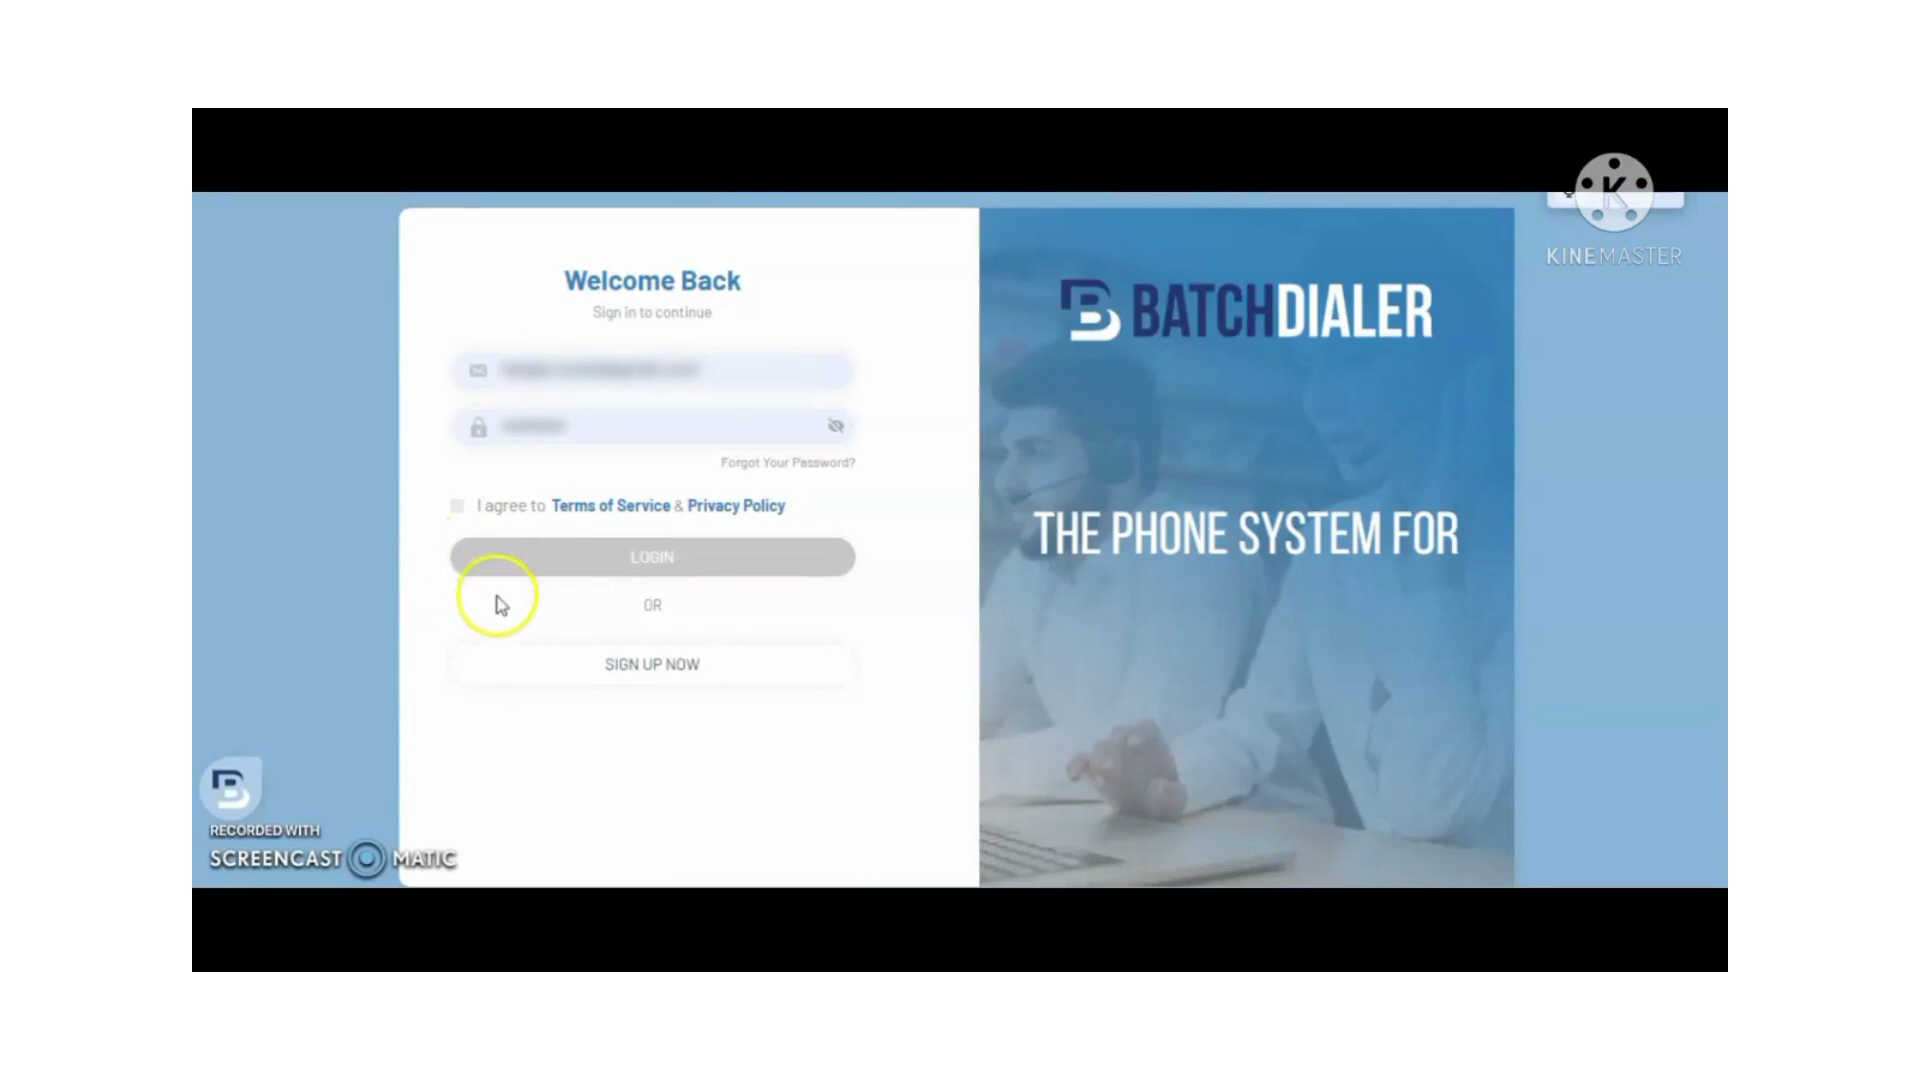 KINEMASTER
Welcome Back
Sign in to continue
Forgot Your Password?
I agree to Terms of Service & Privacy Policy
LOGIN
OR
SIGN UP NOW
BATCHDIALER
THE PHONE SYSTEM FOR
RECORDED WITH
SCREENCAST MATIC